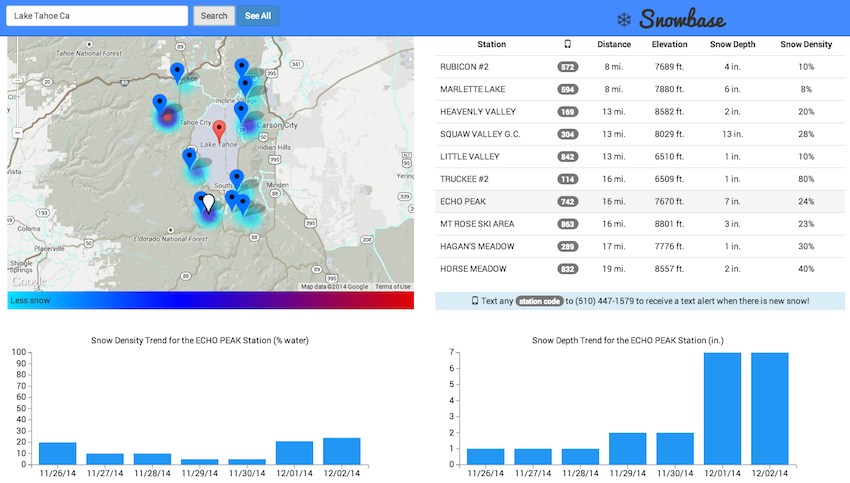 Lake Tahoe Ca Search See All Snowbase
Tahoe National Forest
Incline Village
Tahoe City
Carson City
Lake Tahoe
Indian Hills
Minden
Yering
Coloma
Placerville
Eldorado National Forest
Shingle
Springs
Google
Map data ©2014 Google Terms of Use
Less snow
Station Distance Elevation Snow Depth Snow Density
RUBICON #2 572 8 mi. 7689 ft. 4 in. 10%
MARLETTE LAKE 594 8 mi. 7880 ft. 6 in. 8%
HEAVENLY VALLEY 169 13 mi. 8582 ft. 2 in. 20%
SQUAW VALLEY G.C. 304 13 mi. 8029 ft. 13 in. 28%
LITTLE VALLEY 842 13 mi. 6510 ft. 1 in. 10%
TRUCKEE #2 114 16 mi. 6509 ft. 1 in. 80%
ECHO PEAK 742 16 mi. 7670 ft. 7 in. 24%
MT ROSE SKI AREA 863 16 mi. 8801 ft. 3 in. 23%
HAGAN'S MEADOW 289 17 mi. 7776 ft. 1 in. 30%
HORSE MEADOW 832 19 mi. 8557 ft. 2 in. 40%
Text any station code to (510) 447-1579 to receive a text alert when there is new snow!
Snow Density Trend for the ECHO PEAK Station (% water)
100
90
80
70
60
50
40
30
20
10
0
11/26/14 11/27/14 11/28/14 11/29/14 11/30/14 12/01/14 12/02/14
Snow Depth Trend for the ECHO PEAK Station (in.)
7
6
5
4
3
2
1
0
11/26/14 11/27/14 11/28/14 11/29/14 11/30/14 12/01/14 12/02/14